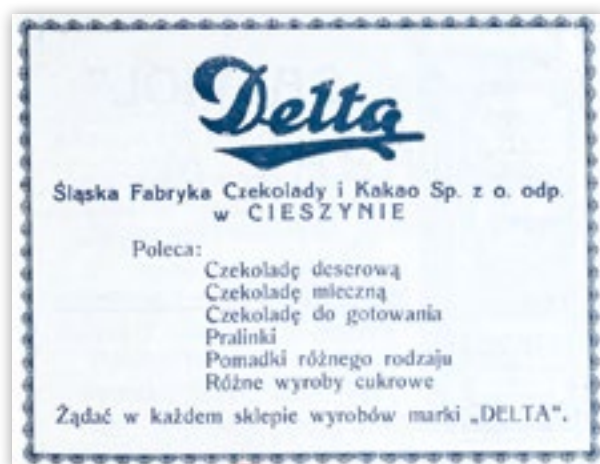 Delta
Śląska Fabryka Czekolady i Kakao Sp. z o. odp.
w CIESZYNIE
Poleca:
Czekoladę deserową
Czekoladę mleczną
Czekoladę do gotowania
Pralinki
Pomadki różnego rodzaju
Różne wyroby cukrowe
Żądać w każdem sklepie wyrobów marki „DELTA”.